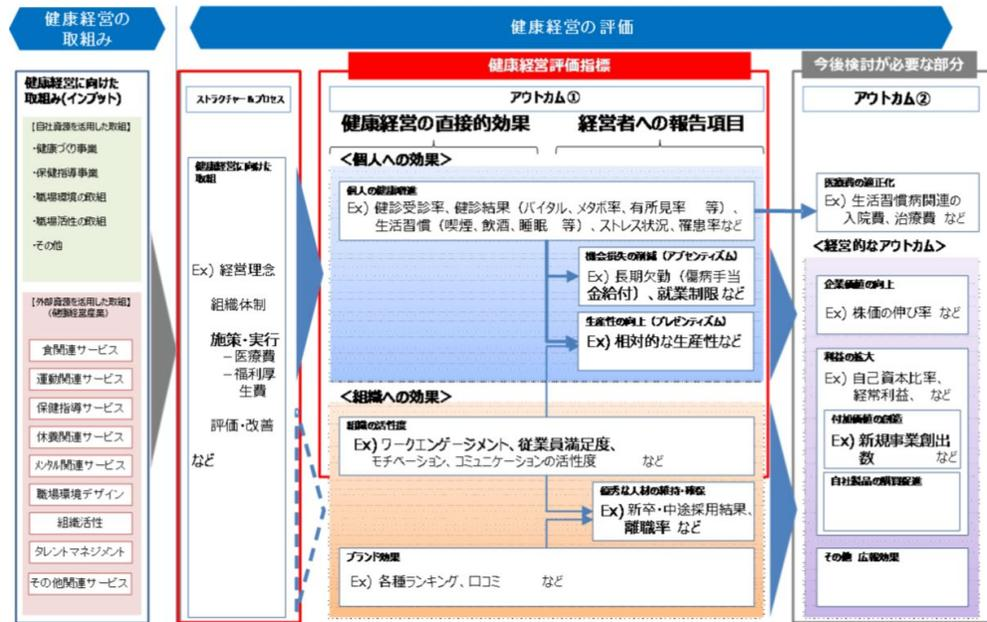 健康経営の
取組み
健康経営の評価
健康経営に向けた
取組み(インプット)
【自社資源を活用した取組】
・健康づくり事業
・保健指導事業
・職場環境の取組
・職場活性の取組
・その他
【外部資源を活用した取組】
(健康経営産業)
食関連サービス
運動関連サービス
保健指導サービス
休養関連サービス
メンタル関連サービス
職場環境デザイン
組織活性
タレントマネジメント
その他関連サービス
ストラクチャー&プロセス
健康経営に向けた
取組
Ex) 経営理念
組織体制
施策・実行
－医療費
－福利厚
生費
評価・改善
など
健康経営評価指標
アウトカム①
健康経営の直接的効果
経営者への報告項目
＜個人への効果＞
個人の健康増進
Ex) 健診受診率、健診結果（バイタル、メタボ率、有所見率 等）、
生活習慣（喫煙、飲酒、睡眠 等）、ストレス状況、罹患率など
機会損失の削減（アブセンティズム）
Ex) 長期欠勤（傷病手当
金給付）、就業制限 など
生産性の向上（プレゼンティズム）
Ex) 相対的な生産性など
＜組織への効果＞
組織の活性度
Ex) ワークエンゲージメント、従業員満足度、
モチベーション、コミュニケーションの活性度 など
優秀な人材の維持・確保
Ex) 新卒・中途採用結果、
離職率 など
ブランド効果
Ex) 各種ランキング、口コミ など
今後検討が必要な部分
アウトカム②
医療費の適正化
Ex) 生活習慣病関連の
入院費、治療費 など
＜経営的なアウトカム＞
企業価値の向上
Ex) 株価の伸び率 など
利益の拡大
Ex) 自己資本比率、
経常利益、 など
付加価値の創造
Ex) 新規事業創出
数 など
自社製品の購買促進
その他 広報効果